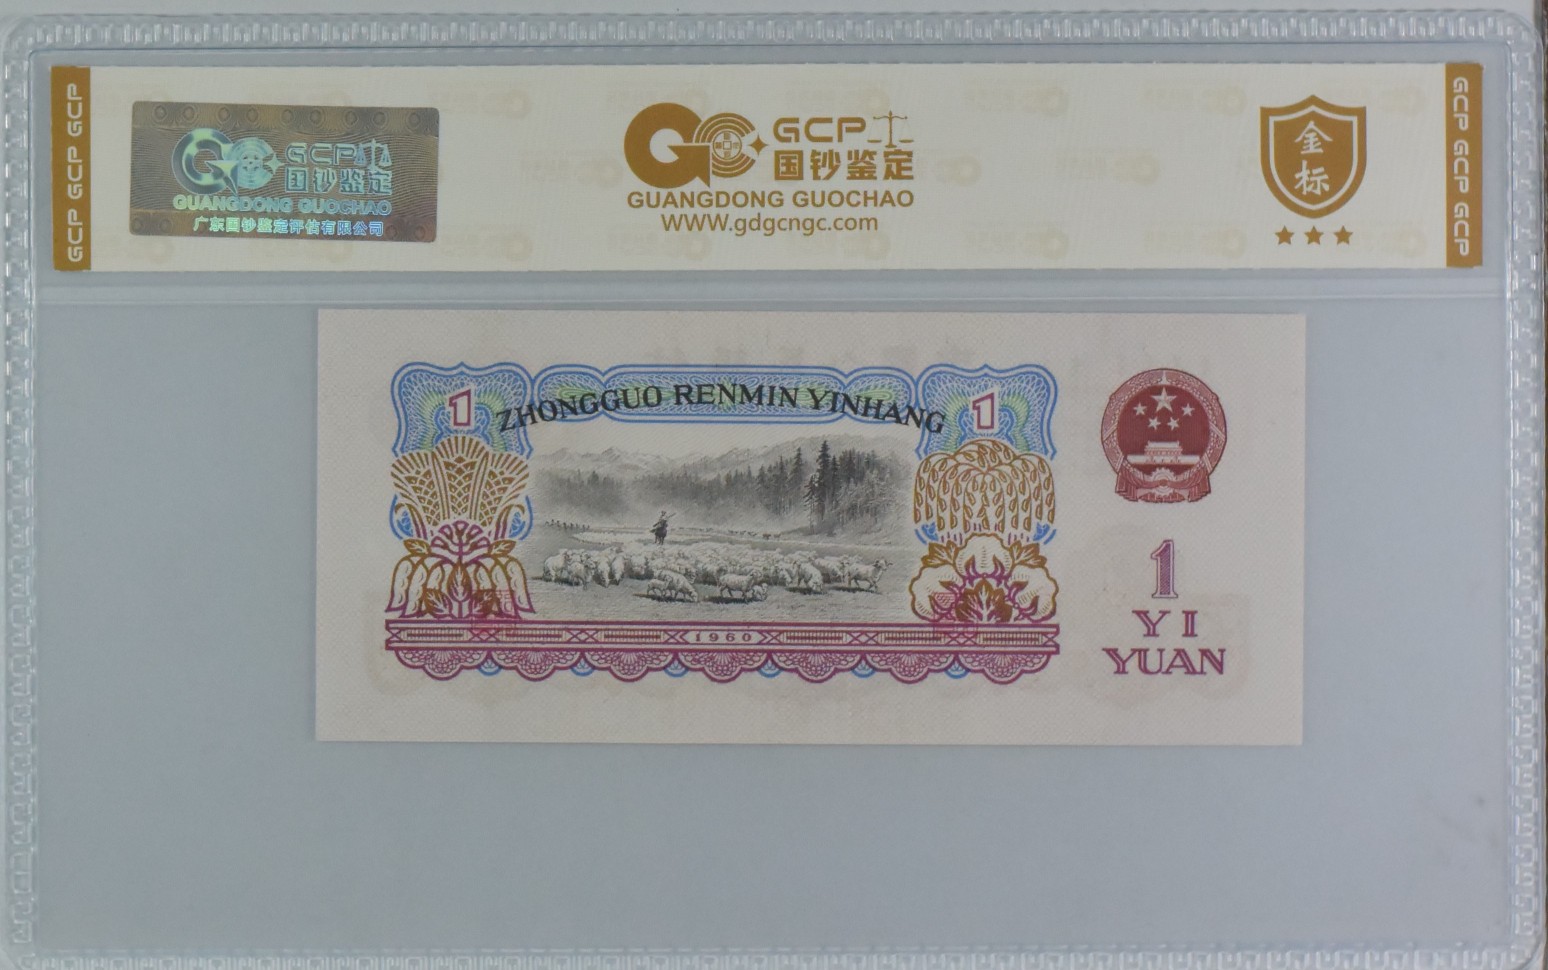 GCP GCP GCP
GCP 国钞鉴定
GUANGDONG GUOCHAO
广东国钞鉴定评估有限公司
GCP
国钞鉴定
GUANGDONG GUOCHAO
WWW.gdgcngc.com
金标
GCP GCP GCP
1
ZHONGGUO RENMIN YINHANG
1
1960
1
YI
YUAN